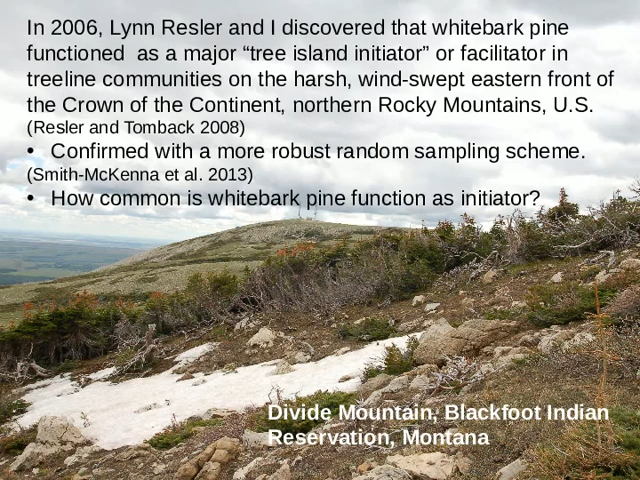 In 2006, Lynn Resler and I discovered that whitebark pine
functioned  as a major “tree island initiator” or facilitator in
treeline communities on the harsh, wind-swept eastern front of
the Crown of the Continent, northern Rocky Mountains, U.S.
(Resler and Tomback 2008)
• Confirmed with a more robust random sampling scheme.
(Smith-McKenna et al. 2013)
• How common is whitebark pine function as initiator?
Divide Mountain, Blackfoot Indian
Reservation, Montana